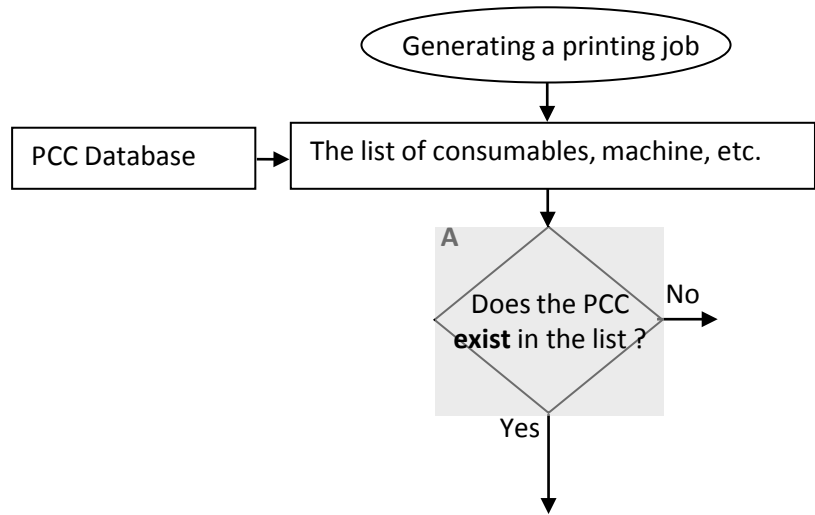 Generating a printing job
PCC Database
The list of consumables, machine, etc.
A
Does the PCC
exist in the list ?
No
Yes